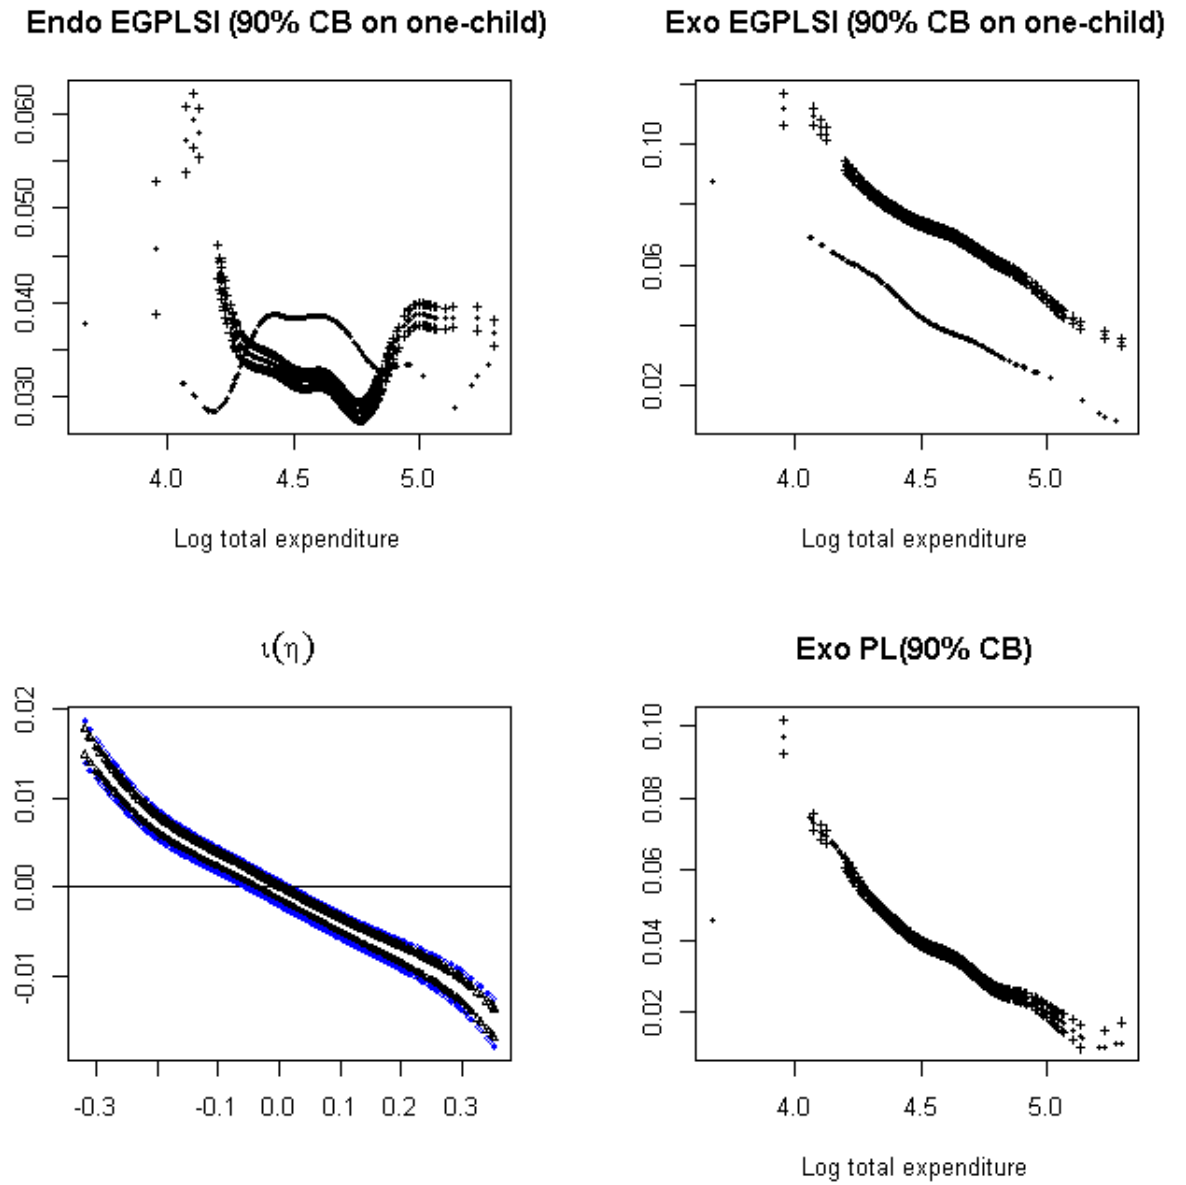 Endo EGPLSI (90% CB on one-child)
0.060
0.050
0.040
0.030
4.0 4.5 5.0
Log total expenditure
Exo EGPLSI (90% CB on one-child)
0.10
0.06
0.02
4.0 4.5 5.0
Log total expenditure
ι(η)
0.02
0.01
0.00
-0.01
-0.3 -0.1 0.0 0.1 0.2 0.3
Exo PL(90% CB)
0.10
0.08
0.06
0.04
0.02
4.0 4.5 5.0
Log total expenditure